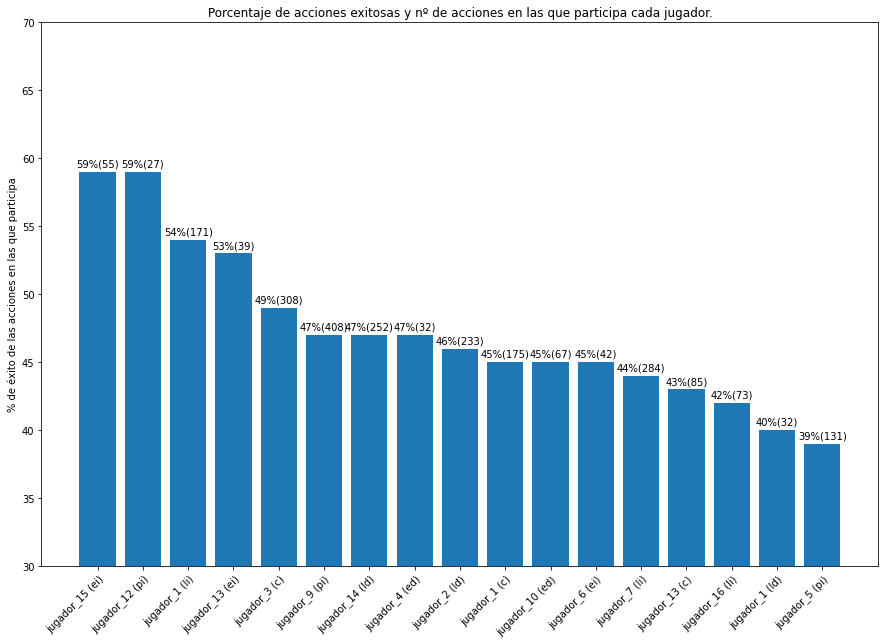 Porcentaje de acciones exitosas y nº de acciones en las que participa cada jugador.
% de éxito de las acciones en las que participa
70
65
60
55
50
45
40
35
30
59%(55) 59%(27) 54%(171) 53%(39) 49%(308) 47%(408) 47%(252) 47%(32) 46%(233) 45%(175) 45%(67) 45%(42) 44%(284) 43%(85) 42%(73) 40%(32) 39%(131)
jugador_15 (ei)
jugador_12 (pi)
jugador_1 (li)
jugador_13 (ei)
jugador_3 (c)
jugador_9 (pi)
jugador_14 (ld)
jugador_4 (ed)
jugador_2 (ld)
jugador_1 (c)
jugador_10 (ed)
jugador_6 (ei)
jugador_7 (li)
jugador_13 (c)
jugador_16 (li)
jugador_1 (ld)
jugador_5 (pi)